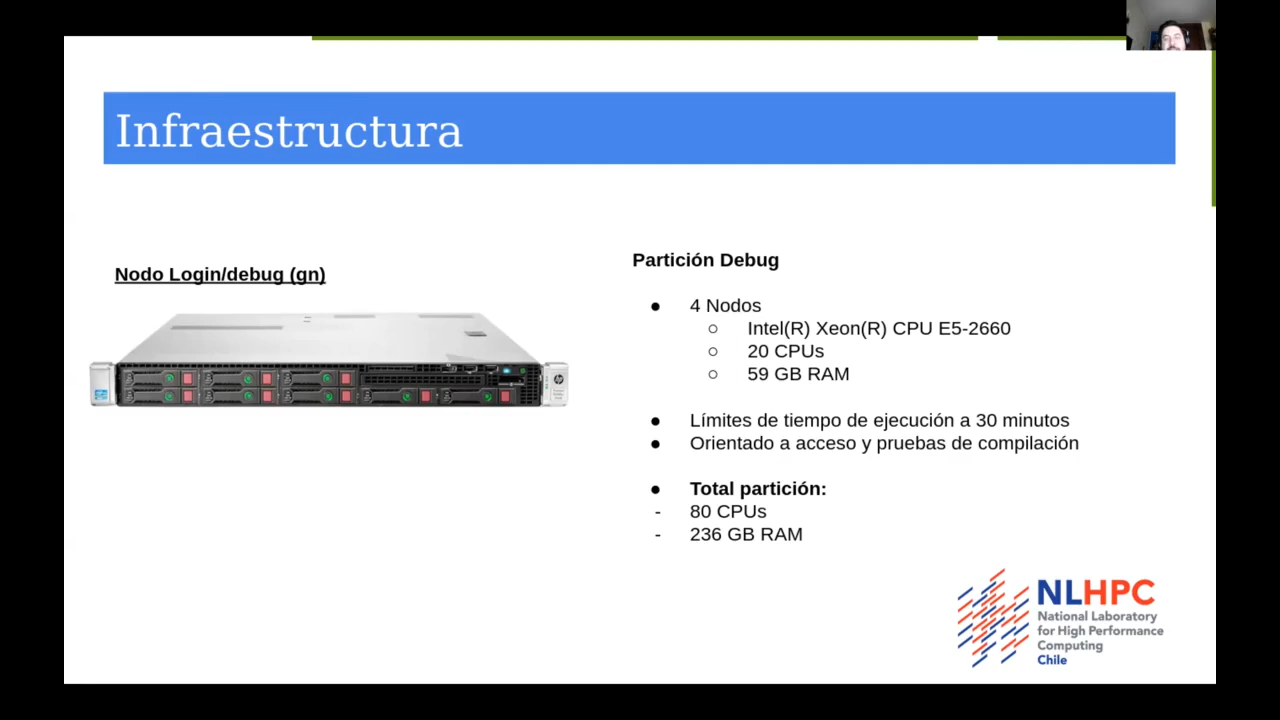 Infraestructura
Nodo Login/debug (gn)
Partición Debug
● 4 Nodos
○ Intel(R) Xeon(R) CPU E5-2660
○ 20 CPUs
○ 59 GB RAM
● Límites de tiempo de ejecución a 30 minutos
● Orientado a acceso y pruebas de compilación
● Total partición:
- 80 CPUs
- 236 GB RAM
NLHPC
National Laboratory
for High Performance
Computing
Chile